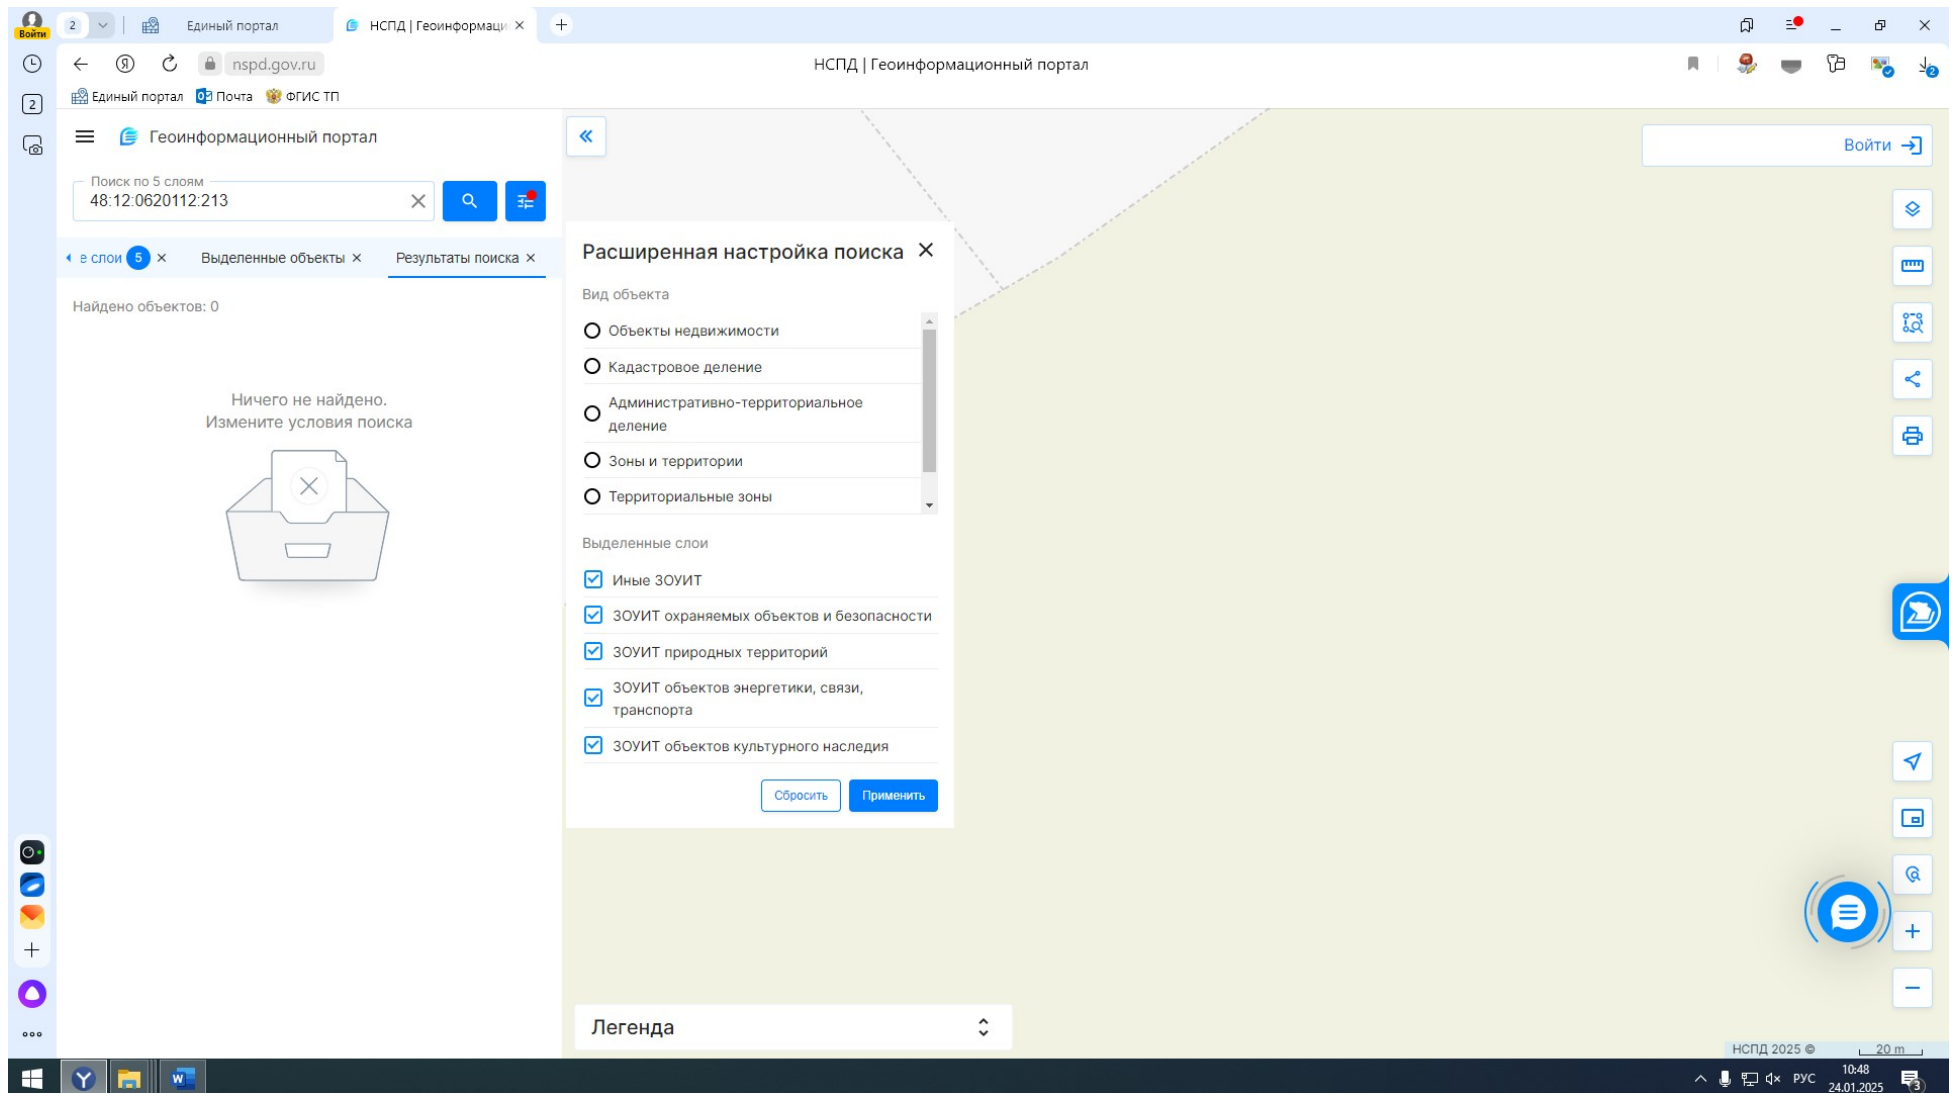 Войти
2
Единый портал
НСПД | Геоинформаци
nspd.gov.ru
НСПД | Геоинформационный портал
2
2
Единый портал
Почта
ФГИС ТП
Геоинформационный портал
Войти
Поиск по 5 слоям
48:12:0620112:213
е слои 5
Выделенные объекты
Результаты поиска
Найдено объектов: 0
Ничего не найдено.
Измените условия поиска
Расширенная настройка поиска
Вид объекта
Объекты недвижимости
Кадастровое деление
Административно-территориальное
деление
Зоны и территории
Территориальные зоны
Выделенные слои
Иные ЗОУИТ
ЗОУИТ охраняемых объектов и безопасности
ЗОУИТ природных территорий
ЗОУИТ объектов энергетики, связи,
транспорта
ЗОУИТ объектов культурного наследия
Сбросить
Применить
Легенда
НСПД 2025 ©
20 m
РУС
10:48
24.01.2025
3